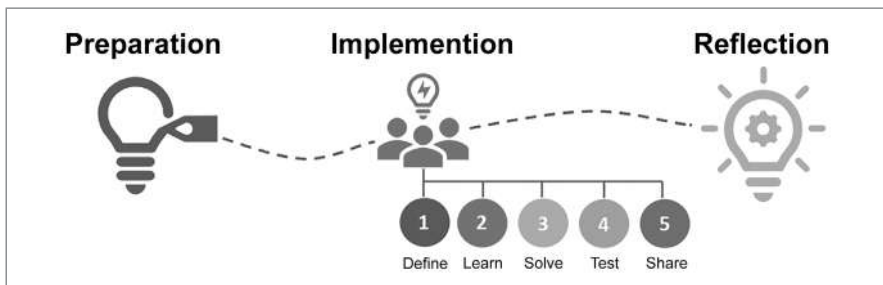 Preparation Implemention Reflection
1 2 3 4 5
Define Learn Solve Test Share